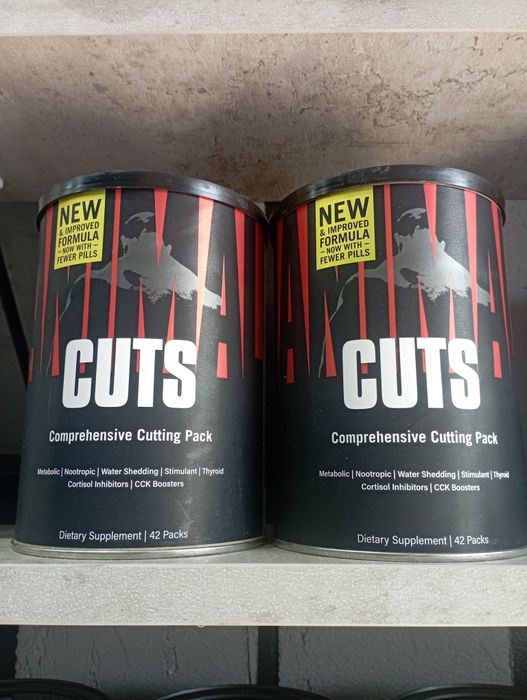 NEW
& IMPROVED
FORMULA
– NOW WITH –
FEWER PILLS
ANIMAL
CUTS
Comprehensive Cutting Pack
Metabolic | Nootropic | Water Shedding | Stimulant | Thyroid
Cortisol Inhibitors | CCK Boosters
Dietary Supplement | 42 Packs
NEW
& IMPROVED
FORMULA
– NOW WITH –
FEWER PILLS
ANIMAL
CUTS
Comprehensive Cutting Pack
Metabolic | Nootropic | Water Shedding | Stimulant | Thyroid
Cortisol Inhibitors | CCK Boosters
Dietary Supplement | 42 Packs